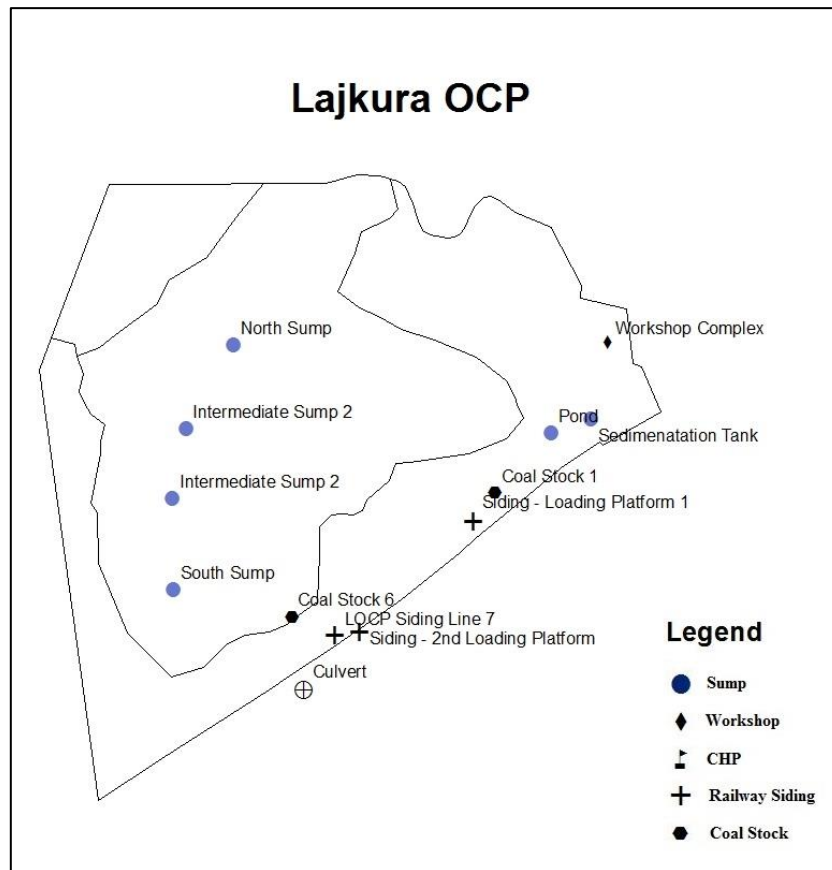 Lajkura OCP
North Sump
Workshop Complex
Intermediate Sump 2
Pond
Sedimenatation Tank
Intermediate Sump 2
Coal Stock 1
Siding - Loading Platform 1
South Sump
Coal Stock 6
LOCP Siding Line 7
Siding - 2nd Loading Platform
Culvert
Legend
Sump
Workshop
CHP
Railway Siding
Coal Stock